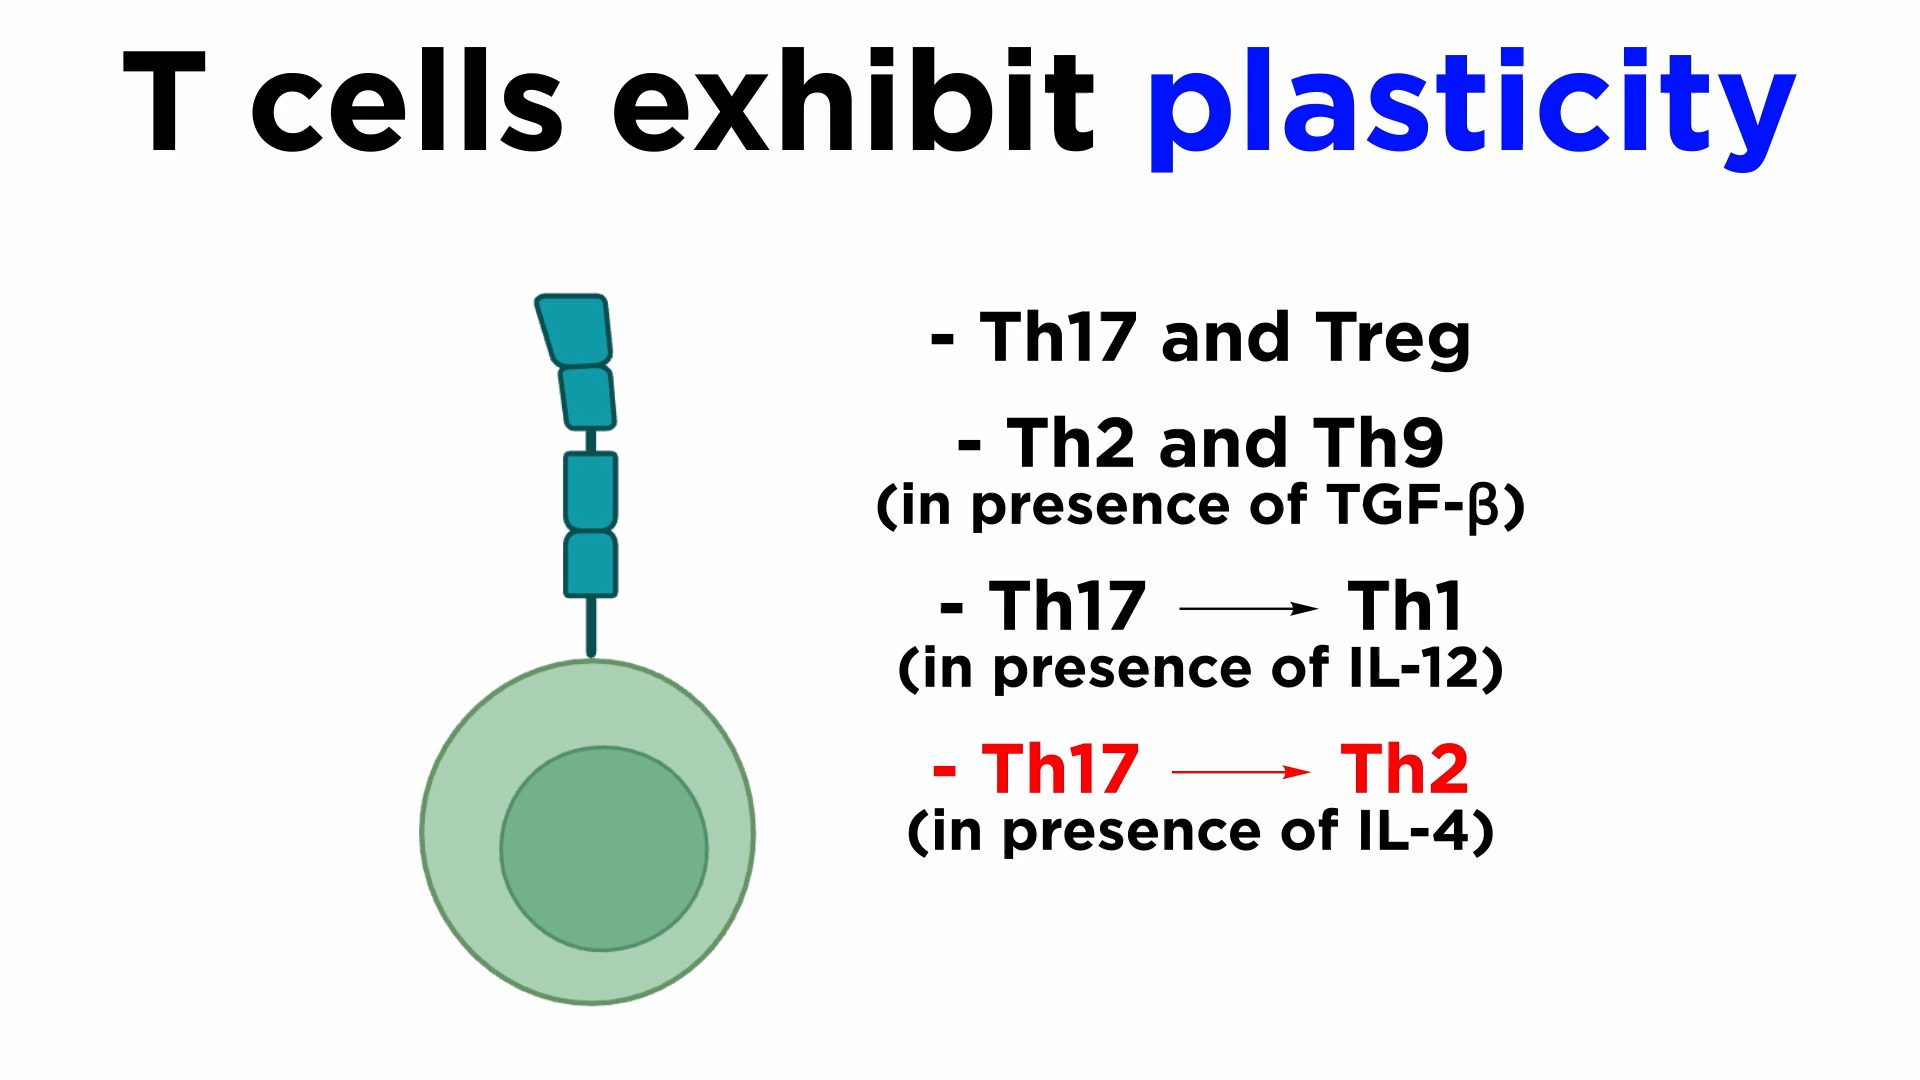 T cells exhibit plasticity
- Th17 and Treg
- Th2 and Th9
(in presence of TGF-β)
- Th17 ⟶ Th1
(in presence of IL-12)
- Th17 ⟶ Th2
(in presence of IL-4)